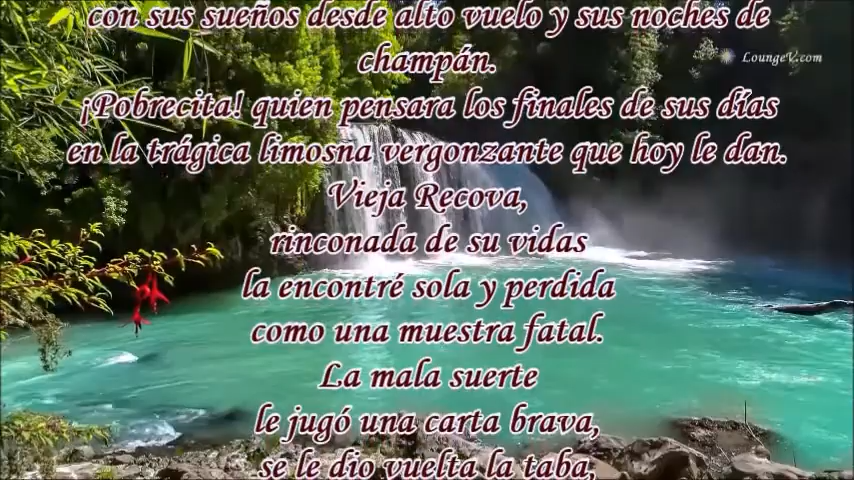 con sus sueños desde alto vuelo y sus noches de
champán.
LoungeV.com
¡Pobrecita! quien pensara los finales de sus días
en la trágica limosna vergonzante que hoy le dan.
Vieja Recova,
rinconada de su vidas
la encontré sola y perdida
como una muestra fatal.
La mala suerte
le jugó una carta brava,
se le dio vuelta la taba,